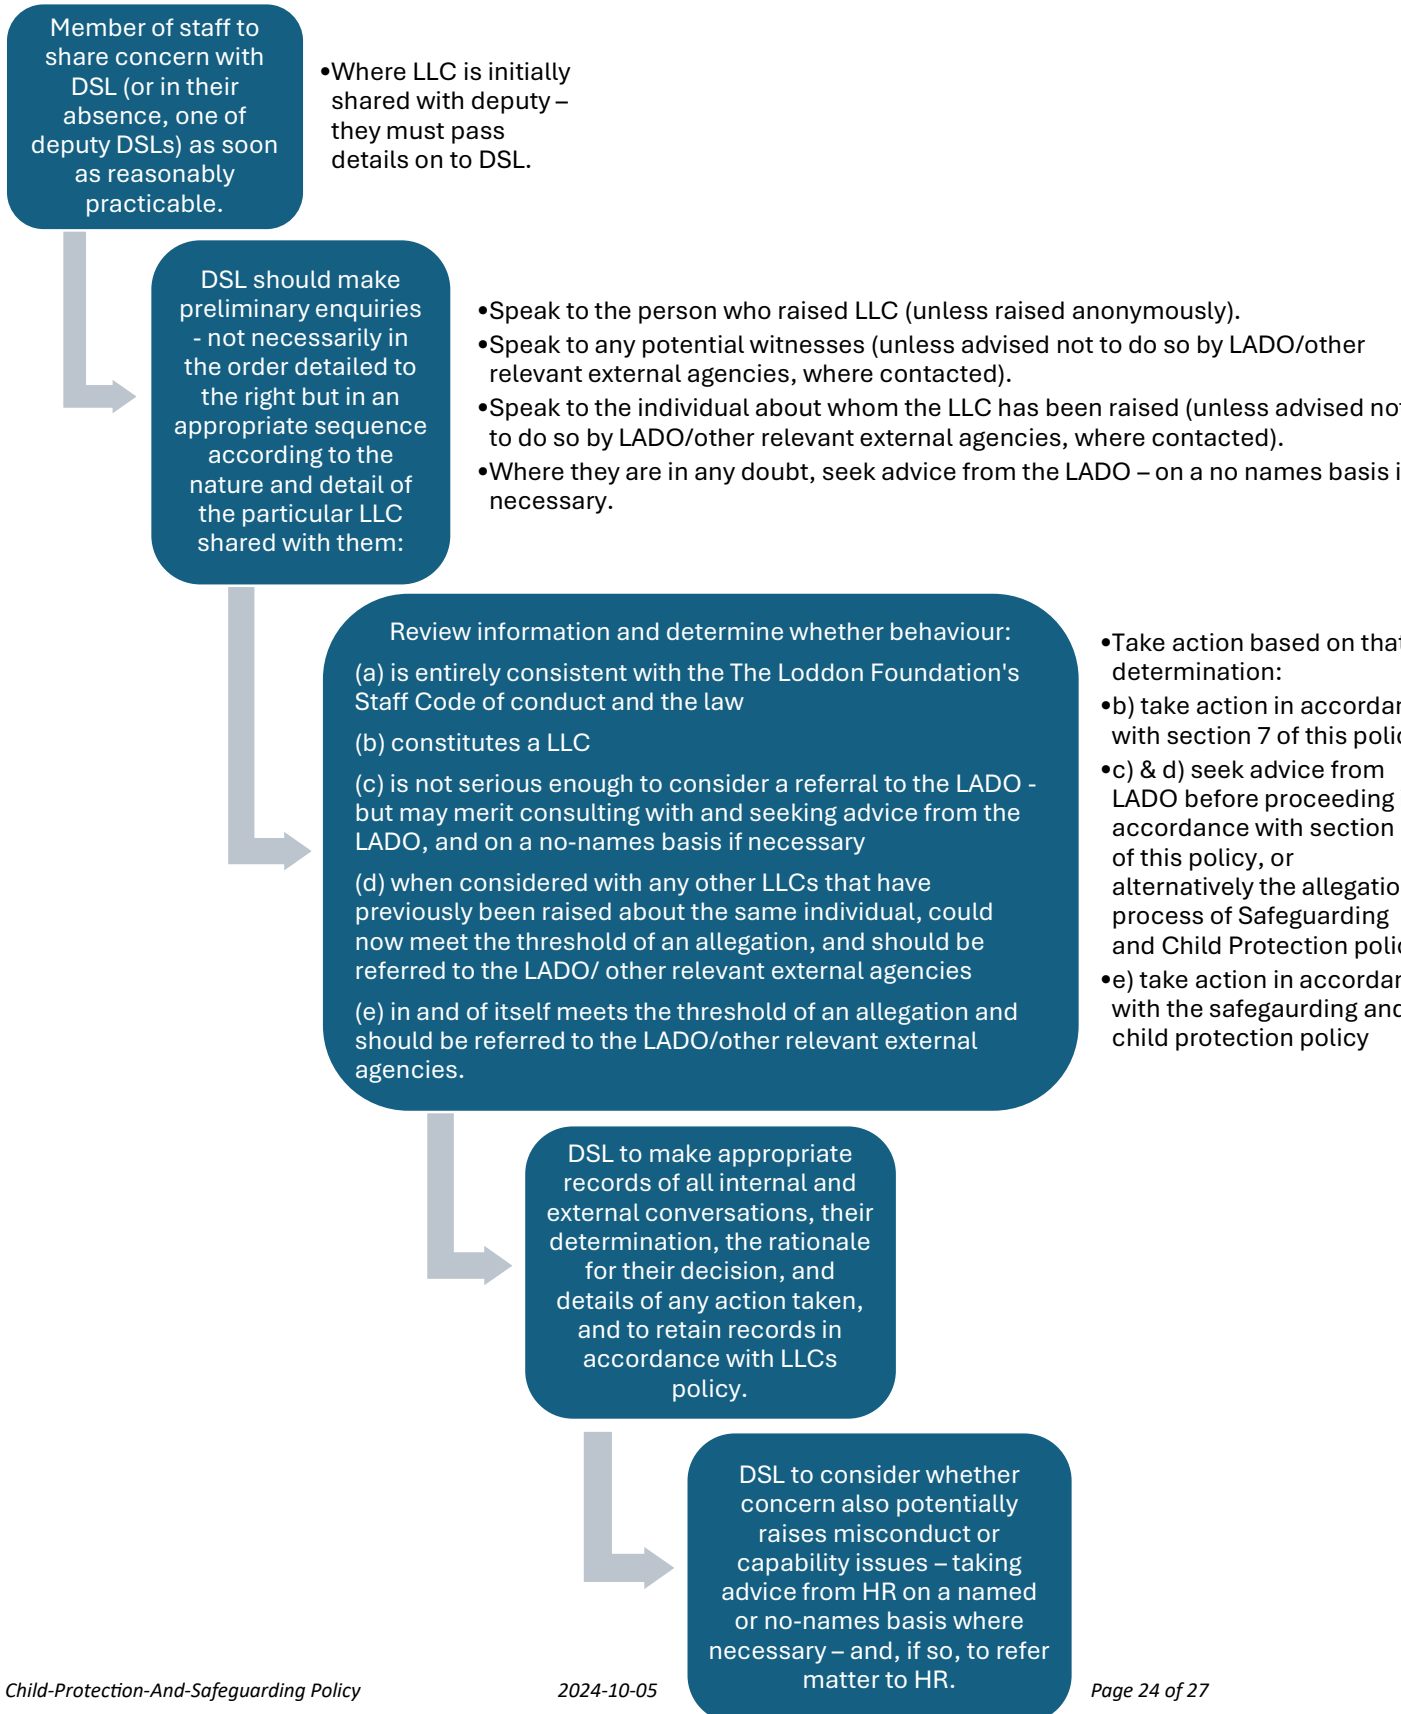 Member of staff to
share concern with
DSL (or in their
absence, one of
deputy DSLs) as soon
as reasonably
practicable.
•Where LLC is initially
shared with deputy –
they must pass
details on to DSL.
DSL should make
preliminary enquiries
- not necessarily in
the order detailed to
the right but in an
appropriate sequence
according to the
nature and detail of
the particular LLC
shared with them:
•Speak to the person who raised LLC (unless raised anonymously).
•Speak to any potential witnesses (unless advised not to do so by LADO/other
relevant external agencies, where contacted).
•Speak to the individual about whom the LLC has been raised (unless advised
to do so by LADO/other relevant external agencies, where contacted).
•Where they are in any doubt, seek advice from the LADO – on a no names basis
necessary.
Review information and determine whether behaviour:
(a) is entirely consistent with the The Loddon Foundation's
Staff Code of conduct and the law
(b) constitutes a LLC
(c) is not serious enough to consider a referral to the LADO -
but may merit consulting with and seeking advice from the
LADO, and on a no-names basis if necessary
(d) when considered with any other LLCs that have
previously been raised about the same individual, could
now meet the threshold of an allegation, and should be
referred to the LADO/ other relevant external agencies
(e) in and of itself meets the threshold of an allegation and
should be referred to the LADO/other relevant external
agencies.
•Take action based on that
determination:
•b) take action in
with section 7 of this
•c) & d) seek advice from
LADO before proceeding
accordance with section
of this policy, or
alternatively the
process of Safeguarding
and Child Protection
•e) take action in
with the safegaurding and
child protection policy
DSL to make appropriate
records of all internal and
external conversations, their
determination, the rationale
for their decision, and
details of any action taken,
and to retain records in
accordance with LLCs
policy.
DSL to consider whether
concern also potentially
raises misconduct or
capability issues – taking
advice from HR on a named
or no-names basis where
necessary – and, if so, to refer
matter to HR.
Child-Protection-And-Safeguarding Policy 2024-10-05 Page 24 of 27